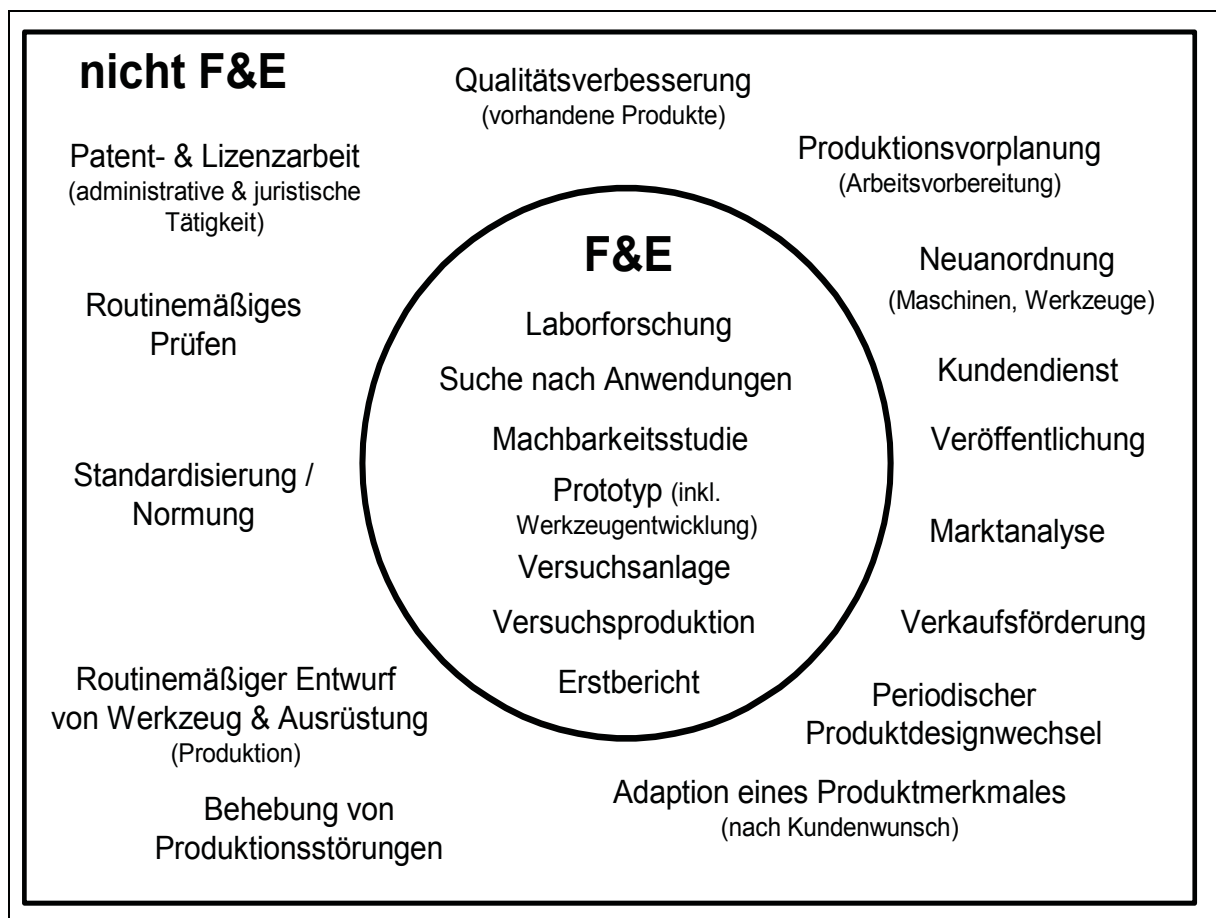 nicht F&E
Qualitätsverbesserung
(vorhandene Produkte)
Patent- & Lizenzarbeit
(administrative & juristische
Tätigkeit)
Produktionsvorplanung
(Arbeitsvorbereitung)
Routinemäßiges
Prüfen
Standardisierung /
Normung
Routinemäßiger Entwurf
von Werkzeug & Ausrüstung
(Produktion)
Behebung von
Produktionsstörungen
F&E
Laborforschung
Suche nach Anwendungen
Machbarkeitsstudie
Prototyp (inkl.
Werkzeugentwicklung)
Versuchsanlage
Versuchsproduktion
Erstbericht
Neuanordnung
(Maschinen, Werkzeuge)
Kundendienst
Veröffentlichung
Marktanalyse
Verkaufsförderung
Periodischer
Produktdesignwechsel
Adaption eines Produktmerkmales
(nach Kundenwunsch)